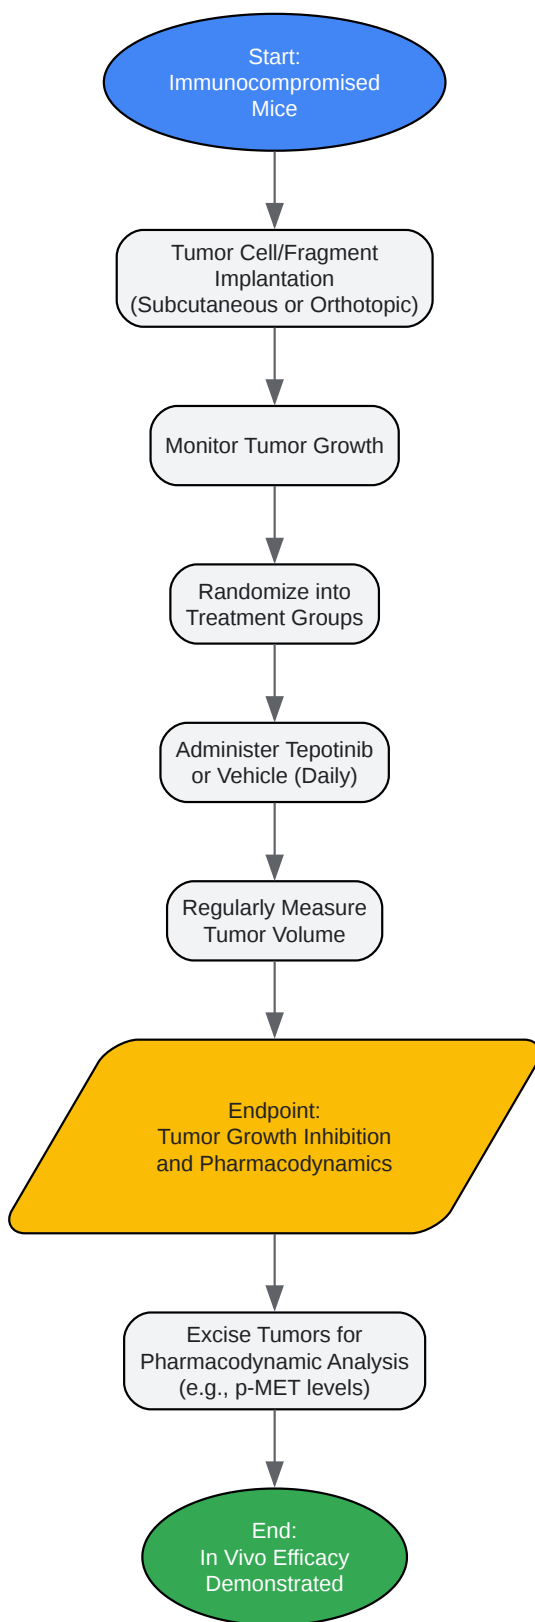 Start:
Immunocompromised
Mice
Tumor Cell/Fragment
Implantation
(Subcutaneous or Orthotopic)
Monitor Tumor Growth
Randomize into
Treatment Groups
Administer Tepotinib
or Vehicle (Daily)
Regularly Measure
Tumor Volume
Endpoint:
Tumor Growth Inhibition
and Pharmacodynamics
Excise Tumors for
Pharmacodynamic Analysis
(e.g., p-MET levels)
End:
In Vivo Efficacy
Demonstrated